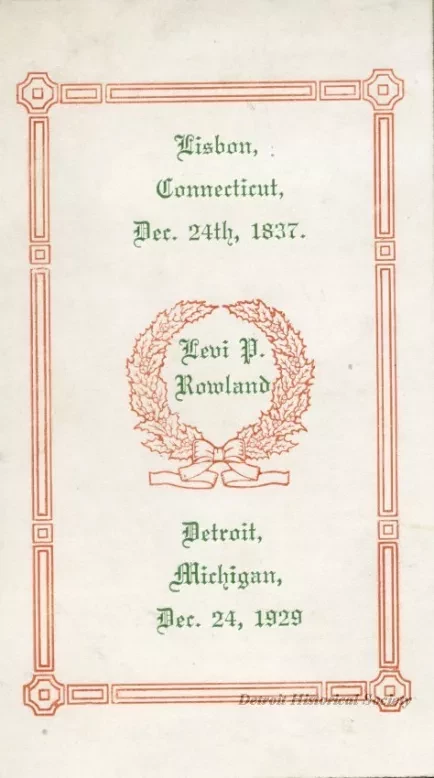 Lisbon,
Connecticut,
Dec. 24th, 1837.
Levi P.
Rowland
Detroit,
Michigan,
Dec. 24, 1929
Detroit Historical Society